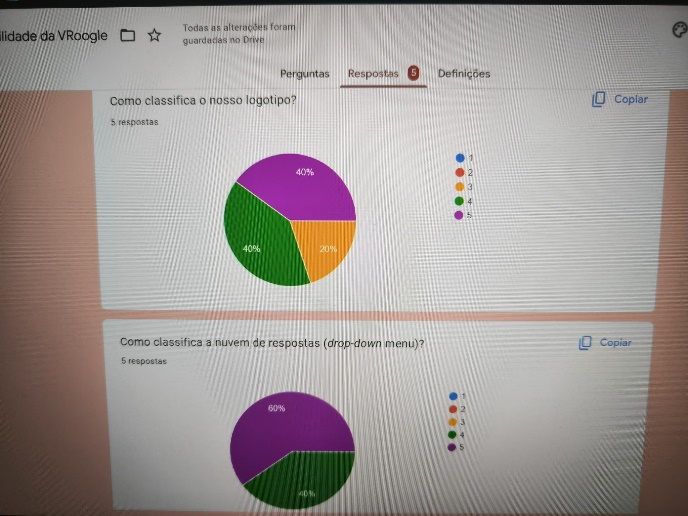 ilidade da VRoogle
Todas as alterações foram
guardadas no Drive
Perguntas
Respostas
5
Definições
Como classifica o nosso logotipo?
Copiar
5 respostas
40%
40%
20%
1
2
3
4
5
Como classifica a nuvem de respostas (drop-down menu)?
Copiar
5 respostas
60%
40%
1
2
3
4
5